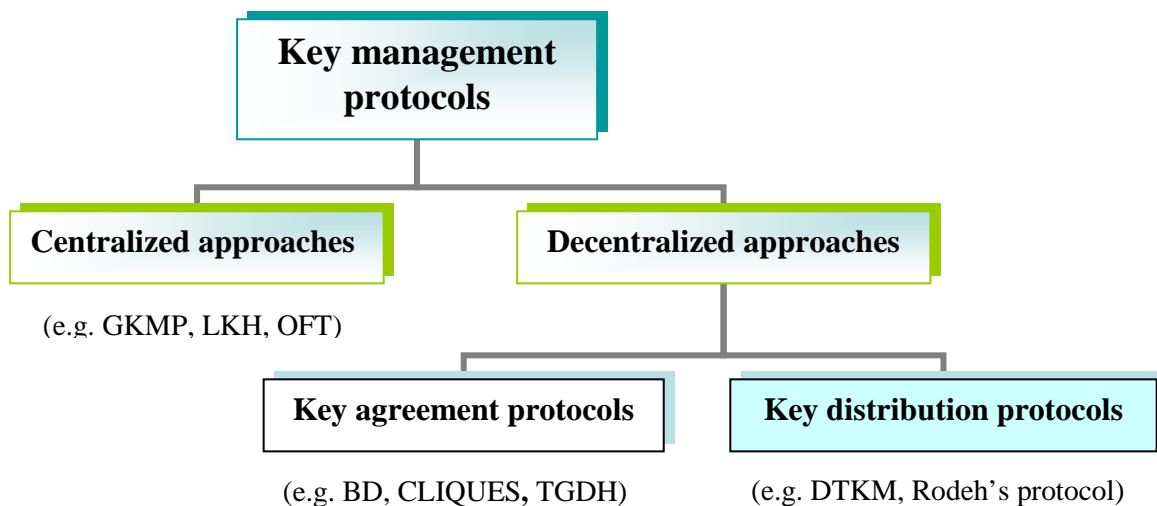 Key management
protocols
Centralized approaches
Decentralized approaches
(e.g. GKMP, LKH, OFT)
Key agreement protocols
Key distribution protocols
(e.g. BD, CLIQUES, TGDH)
(e.g. DTKM, Rodeh’s protocol)